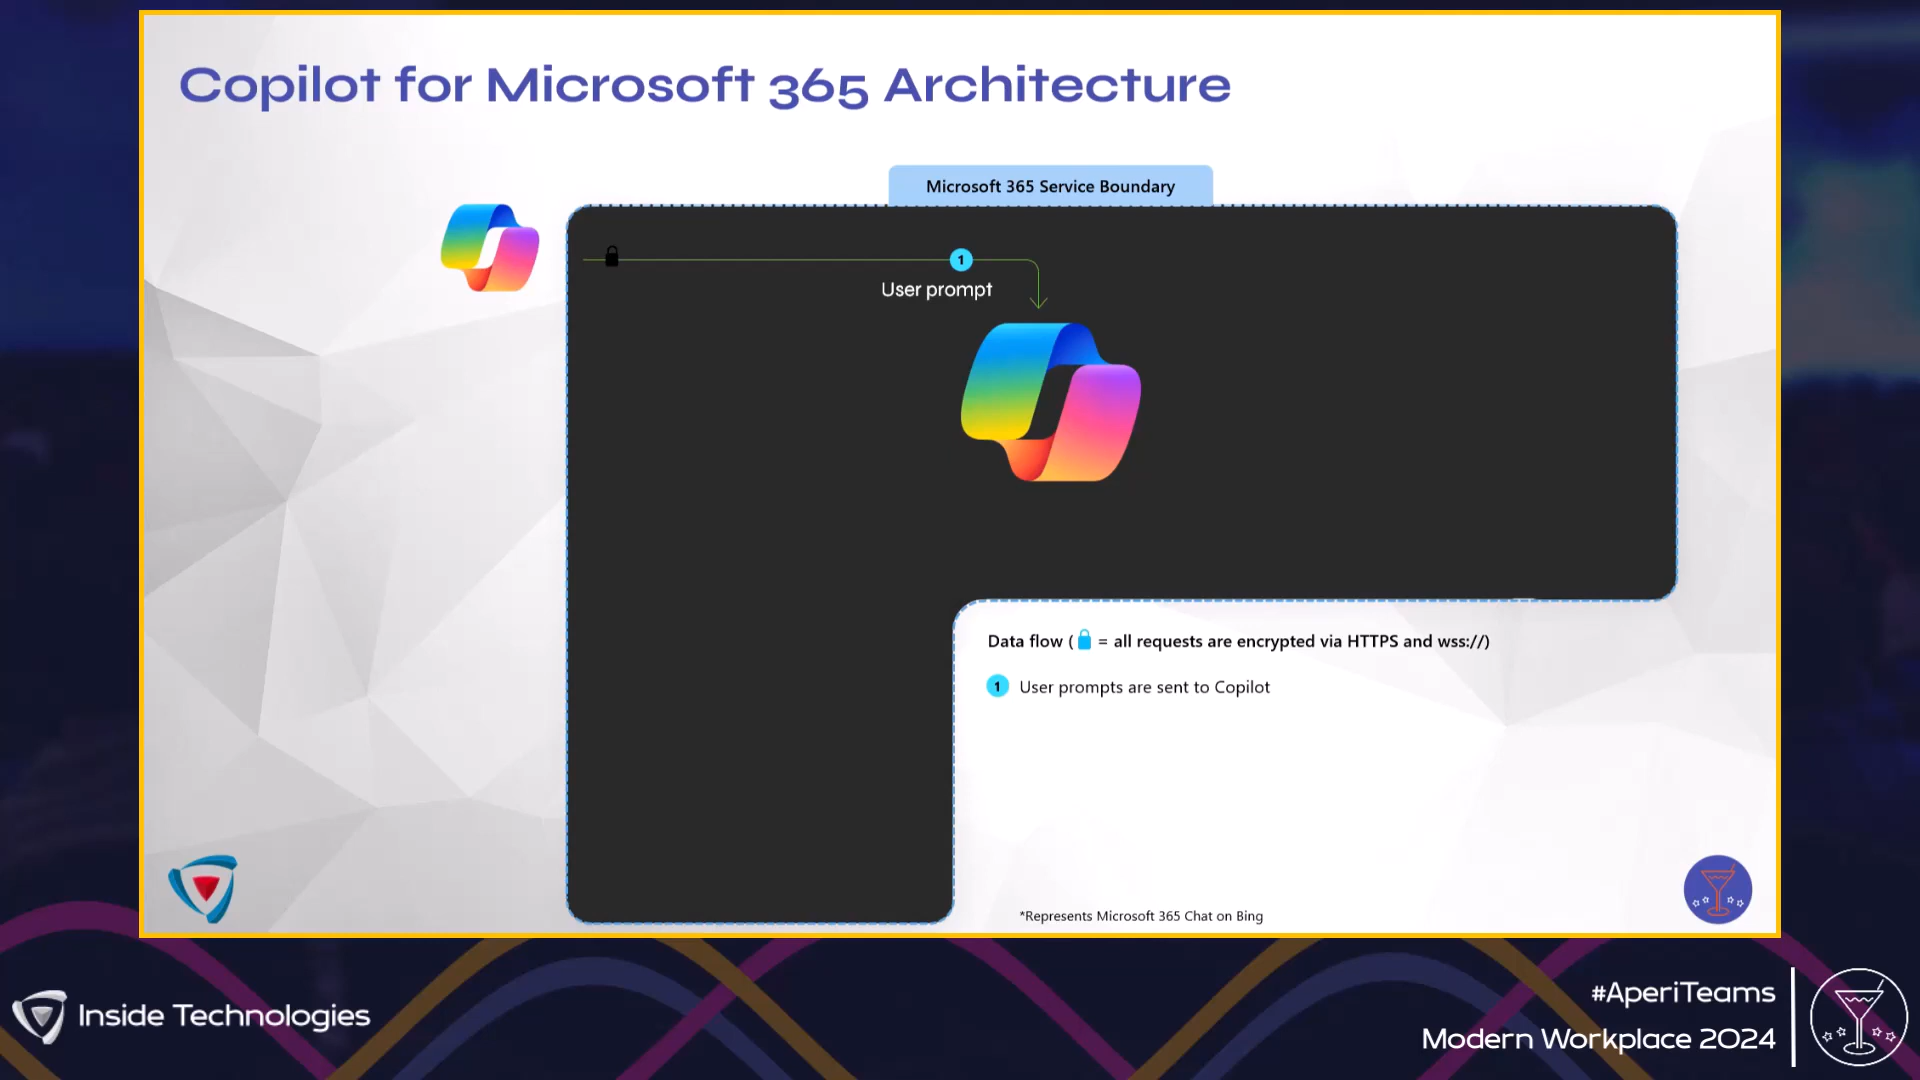 Copilot for Microsoft 365 Architecture
Microsoft 365 Service Boundary
1
User prompt
Data flow ( = all requests are encrypted via HTTPS and wss://)
1 User prompts are sent to Copilot
*Represents Microsoft 365 Chat on Bing
Inside Technologies
#AperiTeams
Modern Workplace 2024